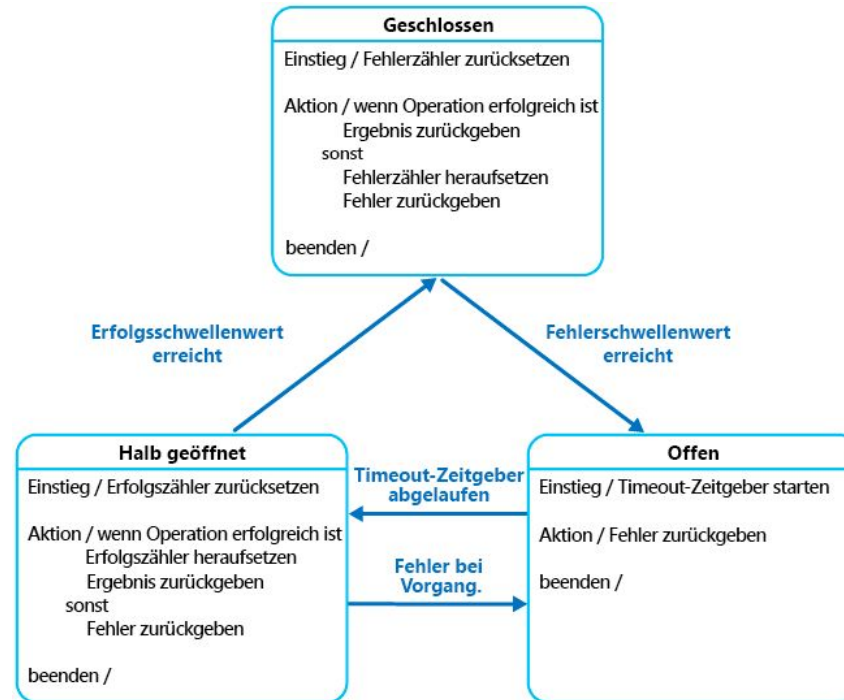 Geschlossen
Einstieg / Fehlerzähler zurücksetzen
Aktion / wenn Operation erfolgreich ist
Ergebnis zurückgeben
sonst
Fehlerzähler heraufsetzen
Fehler zurückgeben
beenden /
Erfolgsschwellenwert
erreicht
Fehlerschwellenwert
erreicht
Halb geöffnet
Einstieg / Erfolgszähler zurücksetzen
Aktion / wenn Operation erfolgreich ist
Erfolgszähler heraufsetzen
Ergebnis zurückgeben
sonst
Fehler zurückgeben
beenden /
Timeout-Zeitgeber
abgelaufen
Fehler bei
Vorgang.
Offen
Einstieg / Timeout-Zeitgeber starten
Aktion / Fehler zurückgeben
beenden /